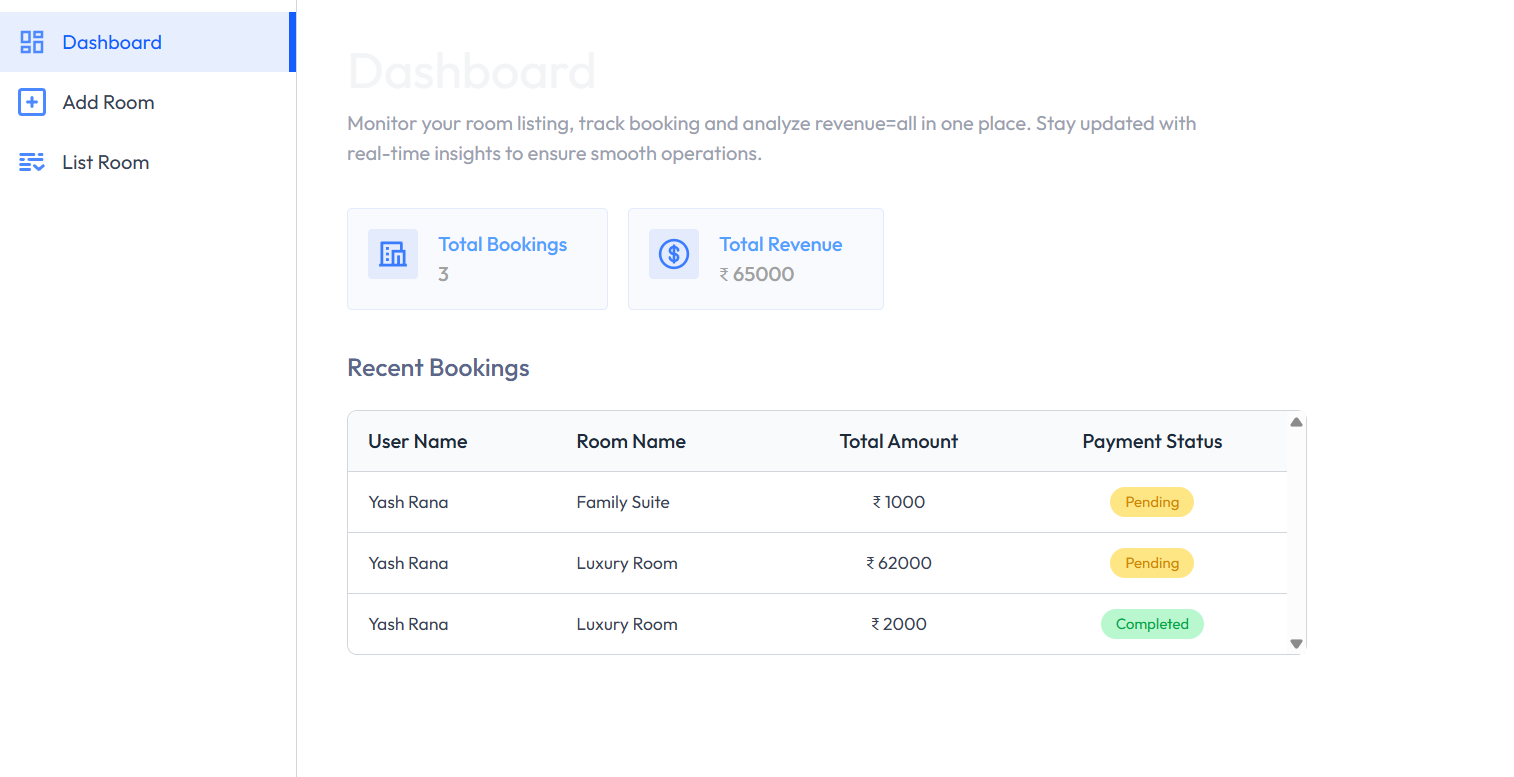 Dashboard
Add Room
List Room
Dashboard
Monitor your room listing, track booking and analyze revenue=all in one place. Stay updated with
real-time insights to ensure smooth operations.
Total Bookings
3
Total Revenue
₹ 65000
Recent Bookings
User Name Room Name Total Amount Payment Status
Yash Rana Family Suite ₹ 1000 Pending
Yash Rana Luxury Room ₹ 62000 Pending
Yash Rana Luxury Room ₹ 2000 Completed